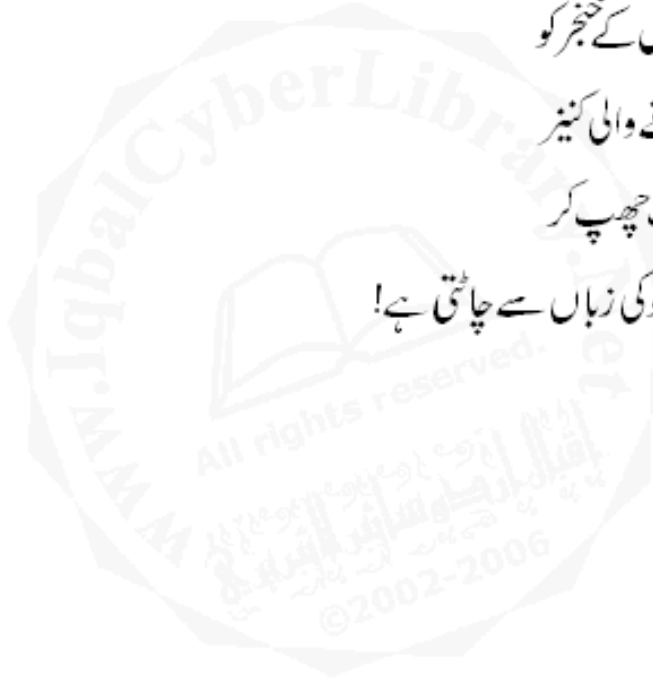 کے خنجر کو
والی کنیز
چھپ کر
کی زباں سے چاٹتی ہے!
www.IqbalCyberLibrary.Net
All rights reserved.
©2002-2006